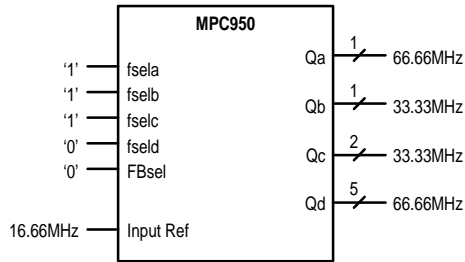 MPC950
‘1’ fsela
‘1’ fselb
‘1’ fselc
‘0’ fseld
‘0’ FBsel
16.66MHz Input Ref
Qa 1 66.66MHz
Qb 1 33.33MHz
Qc 2 33.33MHz
Qd 5 66.66MHz